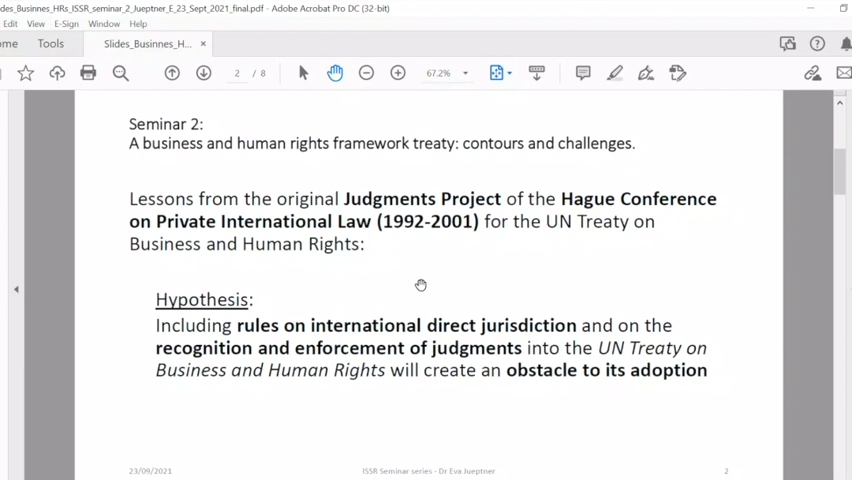 des_Businnes_HRs_ISSR_seminar_2_Jueptner_E_23_Sept_2021_final.pdf - Adobe Acrobat Pro DC (32-bit)
Edit View E-Sign Window Help
ome Tools Slides_Businnes_H... ×
2 / 8 67.2%
Seminar 2:
A business and human rights framework treaty: contours and challenges.
Lessons from the original Judgments Project of the Hague Conference
on Private International Law (1992-2001) for the UN Treaty on
Business and Human Rights:
Hypothesis:
Including rules on international direct jurisdiction and on the
recognition and enforcement of judgments into the UN Treaty on
Business and Human Rights will create an obstacle to its adoption
23/09/2021 ISSR Seminar series - Dr Eva Jueptner 2